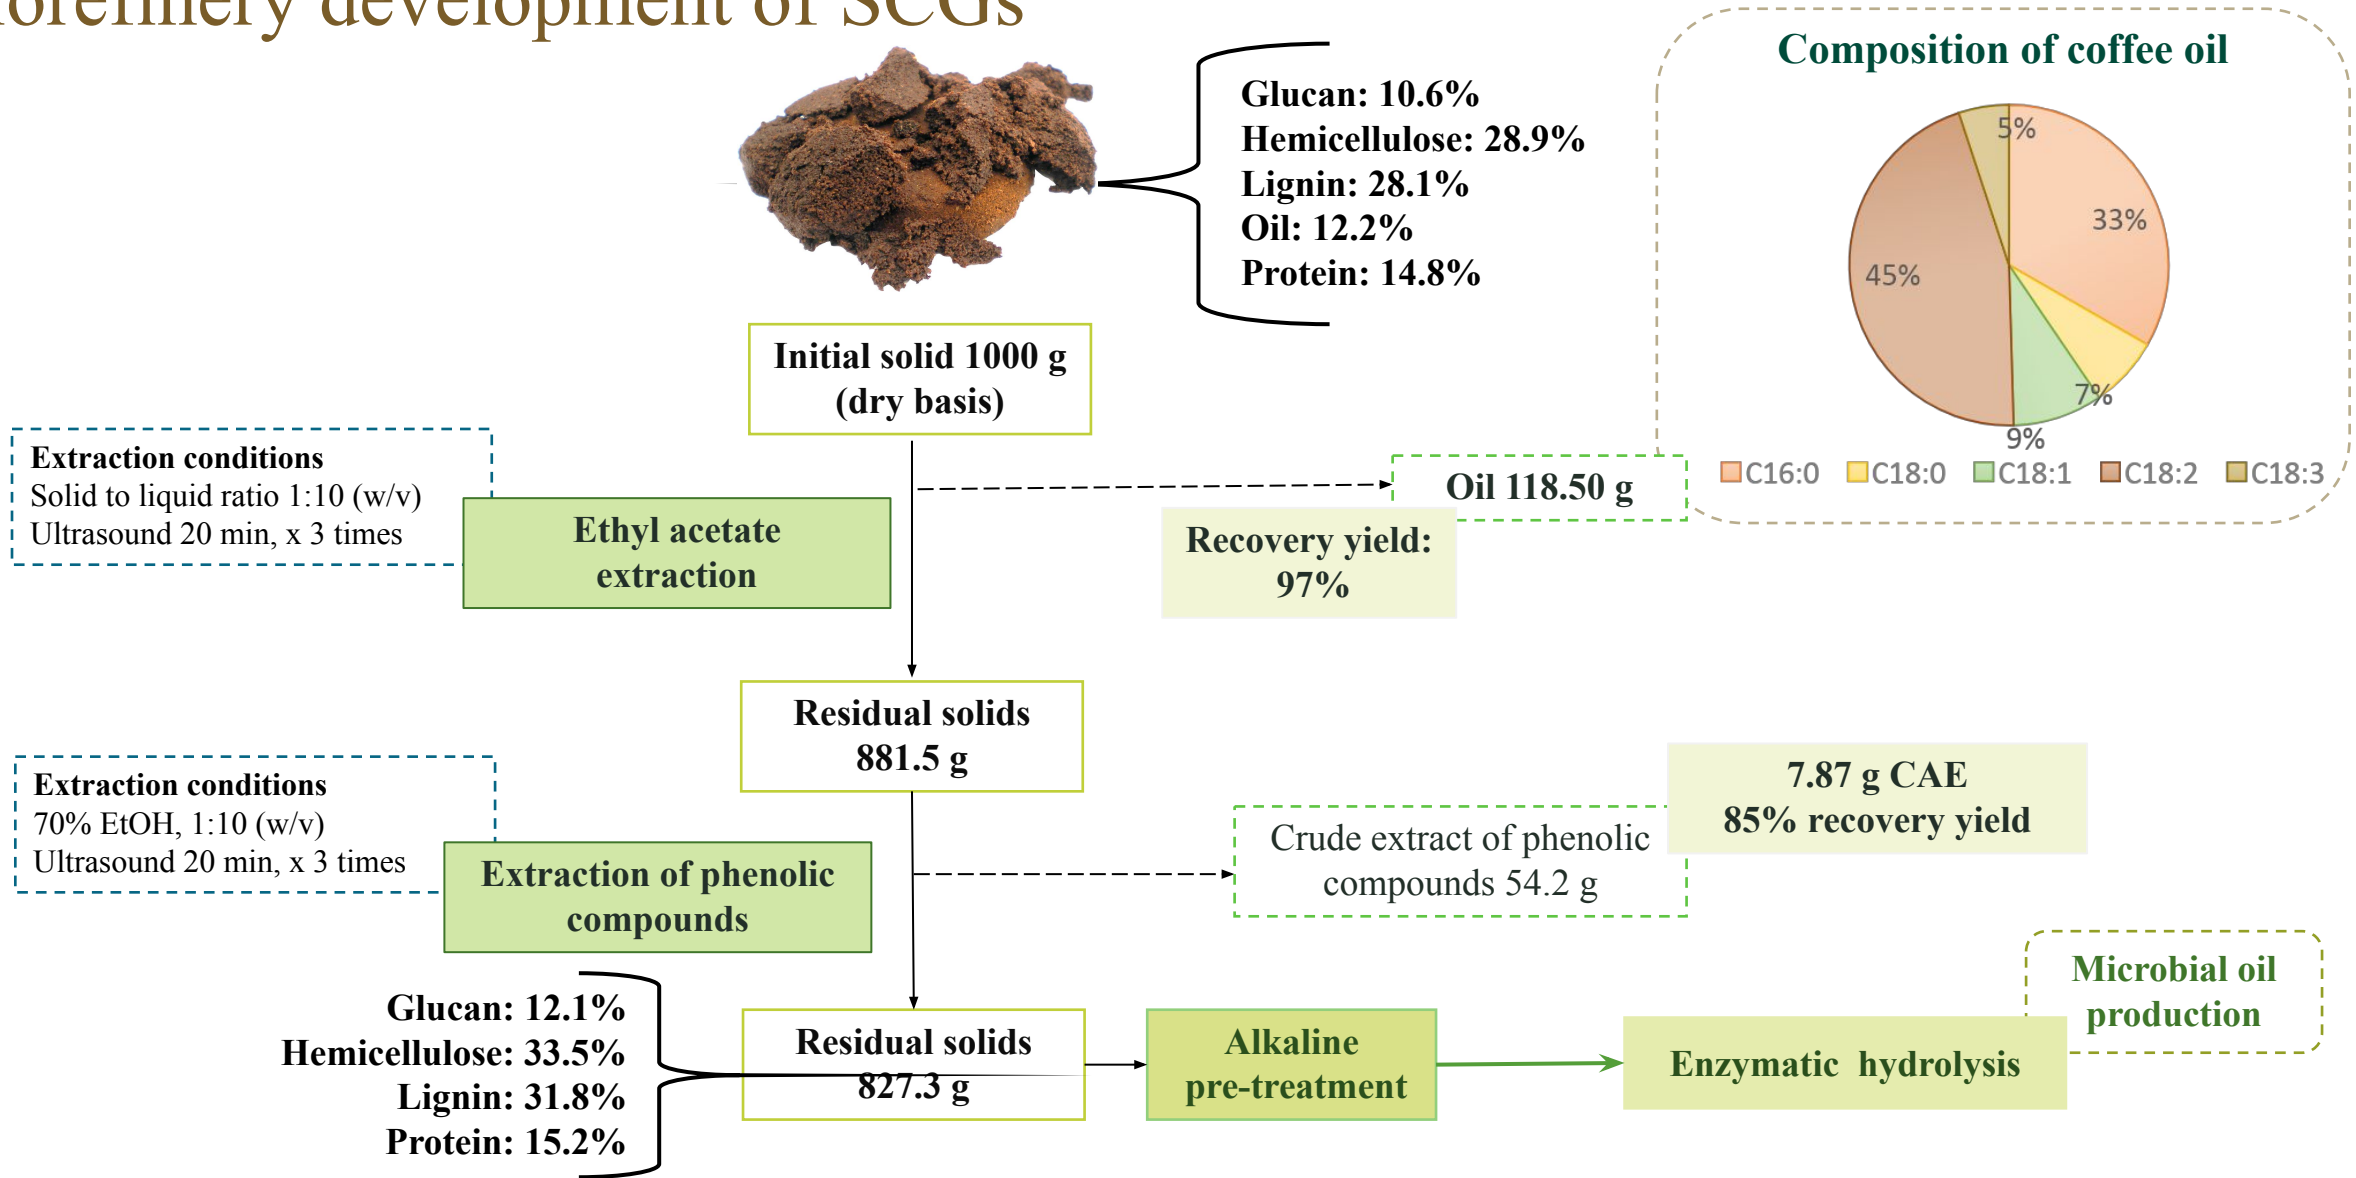 orefinery development of SCGs
Glucan: 10.6%
Hemicellulose: 28.9%
Lignin: 28.1%
Oil: 12.2%
Protein: 14.8%
Composition of coffee oil
5%
33%
45%
7%
9%
C16:0 C18:0 C18:1 C18:2 C18:3
Initial solid 1000 g
(dry basis)
Extraction conditions
Solid to liquid ratio 1:10 (w/v)
Ultrasound 20 min, x 3 times
Ethyl acetate
extraction
Oil 118.50 g
Recovery yield:
97%
Residual solids
881.5 g
Extraction conditions
70% EtOH, 1:10 (w/v)
Ultrasound 20 min, x 3 times
Extraction of phenolic
compounds
Crude extract of phenolic
compounds 54.2 g
7.87 g CAE
85% recovery yield
Glucan: 12.1%
Hemicellulose: 33.5%
Lignin: 31.8%
Protein: 15.2%
Residual solids
827.3 g
Alkaline
pre-treatment
Enzymatic hydrolysis
Microbial oil
production